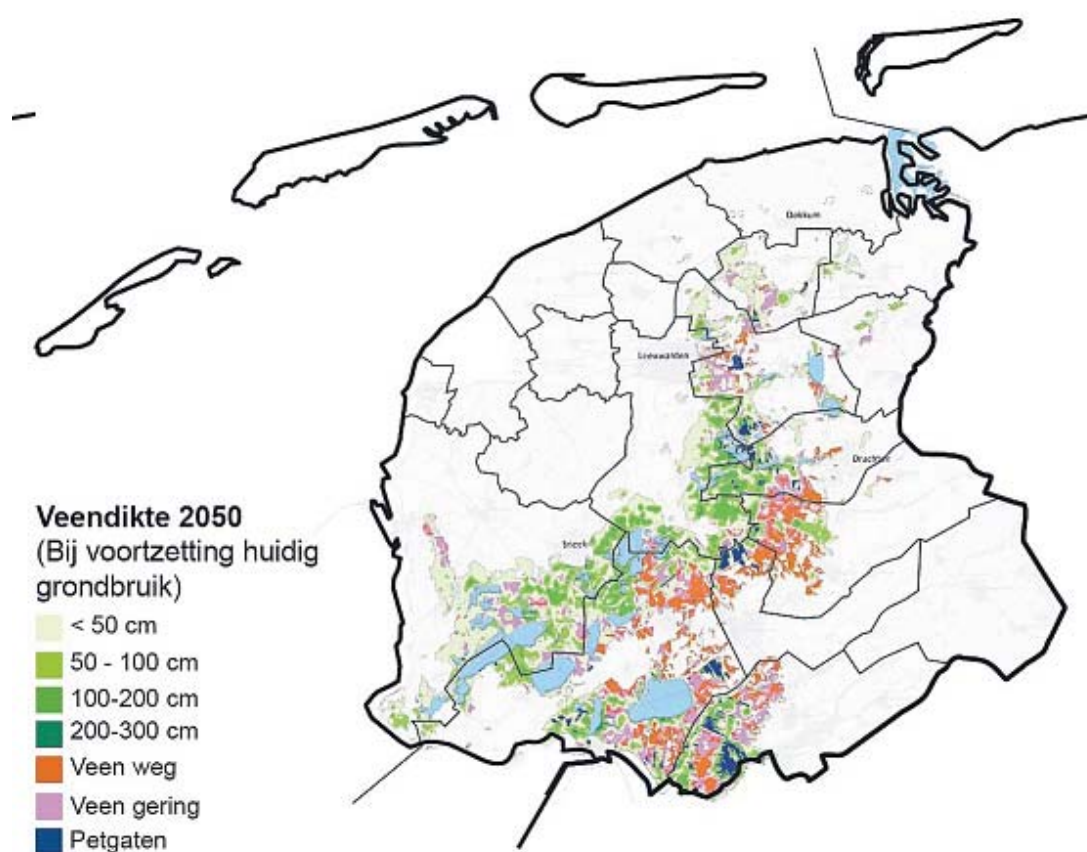 Dokkum
Leeuwarden
Drachten
Sneek
Veendikte 2050
(Bij voortzetting huidig
grondbruik)
< 50 cm
50 - 100 cm
100-200 cm
200-300 cm
Veen weg
Veen gering
Petgaten